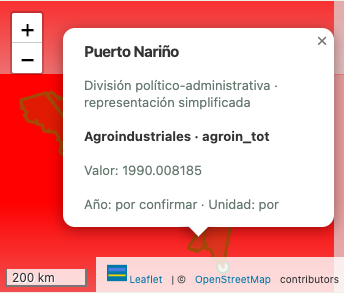 +
−
×
Puerto Nariño
División político-administrativa ·
representación simplificada
Agroindustriales · agroin_tot
Valor: 1990.008185
Año: por confirmar · Unidad: por
200 km
Leaflet | © OpenStreetMap contributors